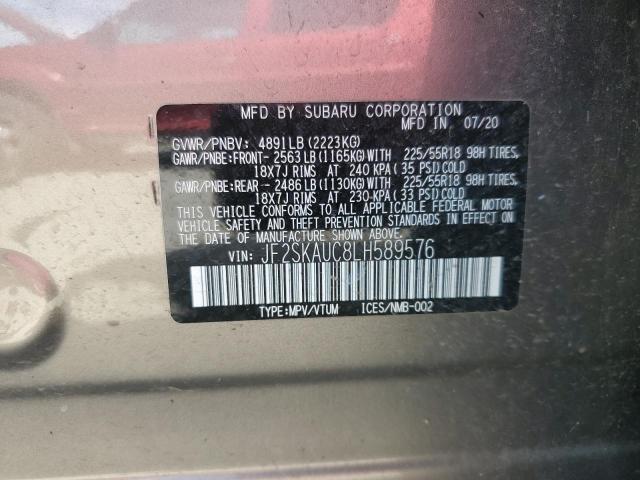 MFD BY SUBARU CORPORATION
MFD IN 07/20
GVWR/PNBV: 4891LB (2223KG)
GAWR/PNBE:FRONT- 2563LB (1165KG) WITH 225/55R18 98H TIRES,
18X7J RIMS AT 240 KPA (35 PSI) COLD
GAWR/PNBE:REAR - 2486LB (1130KG) WITH 225/55R18 98H TIRES,
18X7J RIMS AT 230 KPA (33 PSI) COLD
THIS VEHICLE CONFORMS TO ALL APPLICABLE FEDERAL MOTOR
VEHICLE SAFETY AND THEFT PREVENTION STANDARDS IN EFFECT ON
THE DATE OF MANUFACTURE SHOWN ABOVE.
VIN: JF2SKAUC8LH589576
TYPE:MPV/VTUM ICES/NMB-002